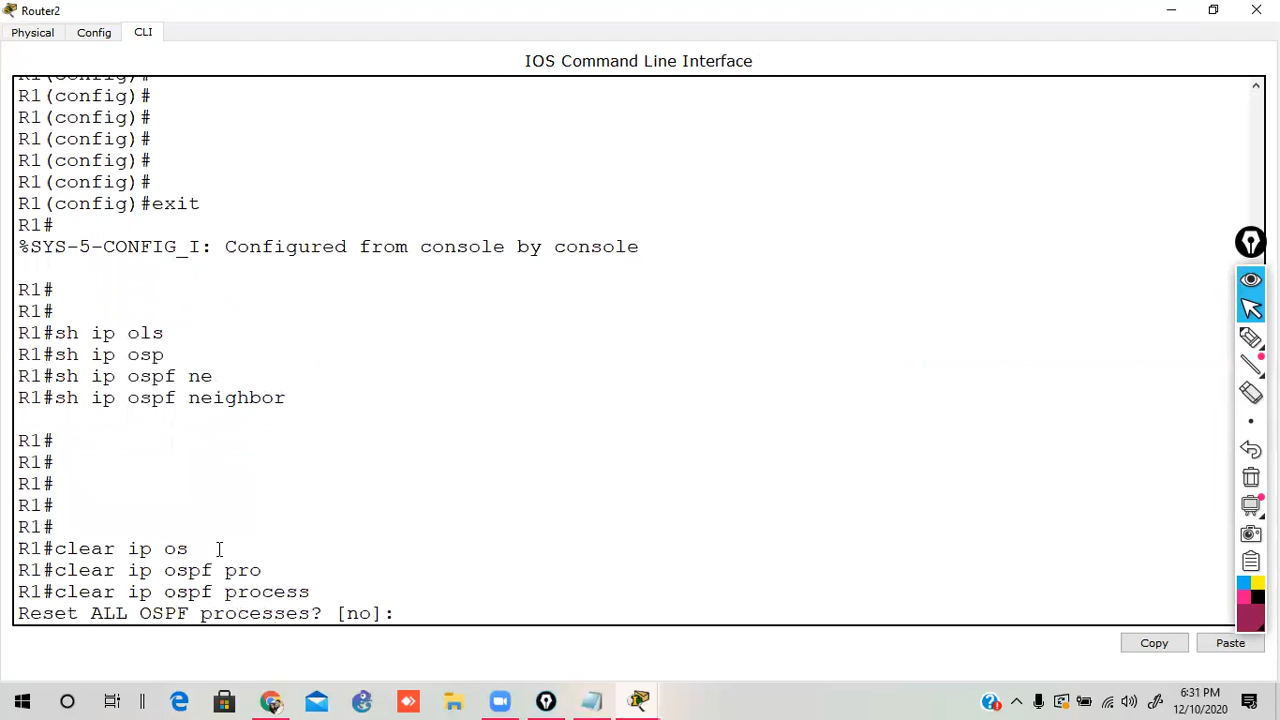 Router2
Physical Config CLI
IOS Command Line Interface
R1(config)#
R1(config)#
R1(config)#
R1(config)#
R1(config)#
R1(config)#
R1(config)#exit
R1#
%SYS-5-CONFIG_I: Configured from console by console
R1#
R1#
R1#sh ip ols
R1#sh ip osp
R1#sh ip ospf ne
R1#sh ip ospf neighbor
R1#
R1#
R1#
R1#
R1#
R1#clear ip os
R1#clear ip ospf pro
R1#clear ip ospf process
Reset ALL OSPF processes? [no]:
Copy Paste
6:31 PM
12/10/2020